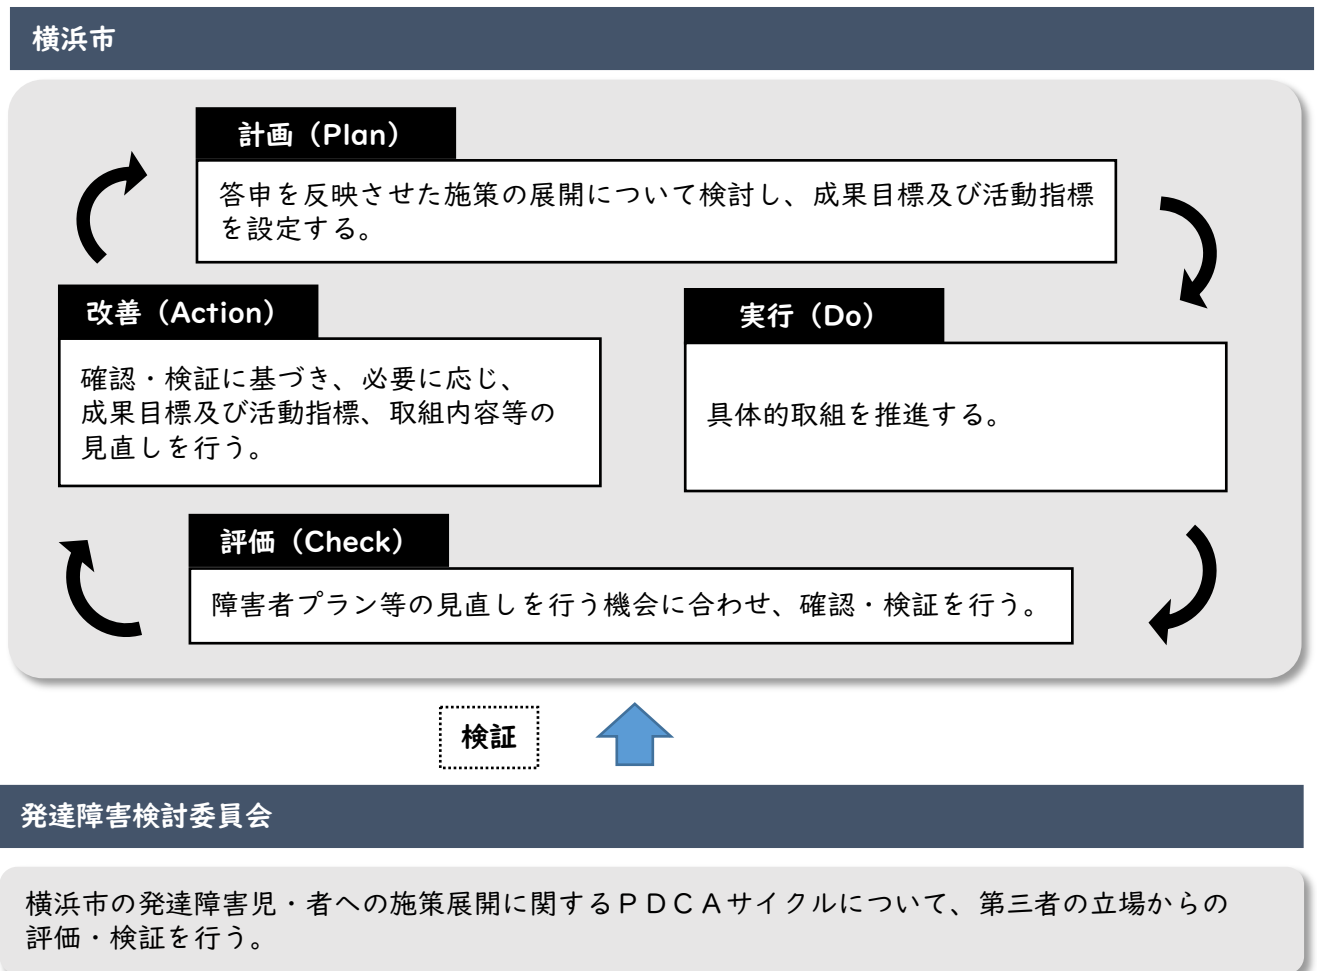 横浜市
計画（Plan）
答申を反映させた施策の展開について検討し、成果目標及び活動指標
を設定する。
改善（Action）
確認・検証に基づき、必要に応じ、
成果目標及び活動指標、取組内容等の
見直しを行う。
実行（Do）
具体的取組を推進する。
評価（Check）
障害者プラン等の見直しを行う機会に合わせ、確認・検証を行う。
検証
発達障害検討委員会
横浜市の発達障害児・者への施策展開に関するＰＤＣＡサイクルについて、第三者の立場からの
評価・検証を行う。